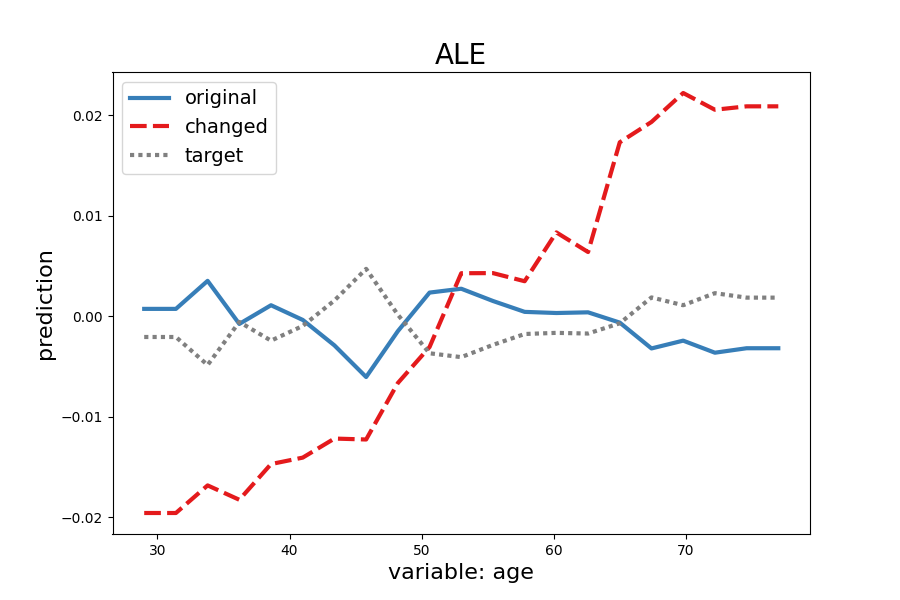 ALE
original
changed
target
0.02
0.01
0.00
−0.01
−0.02
prediction
30 40 50 60 70
variable: age